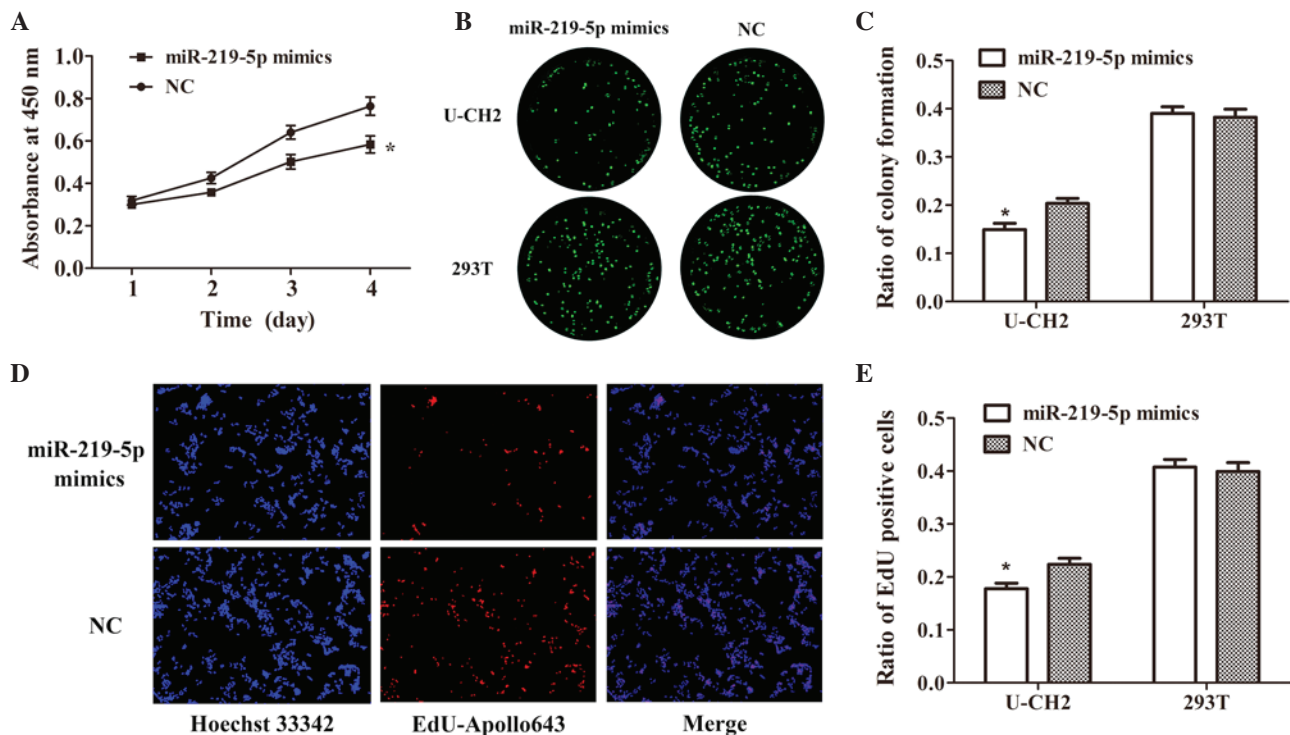 A
miR-219-5p mimics
NC
Absorbance at 450 nm
1.0
0.8
0.6
0.4
0.2
0.0
*
1 2 3 4
Time (day)
B
miR-219-5p mimics NC
U-CH2
293T
C
miR-219-5p mimics
NC
Ratio of colony formation
0.5
0.4
0.3
0.2
0.1
0.0
*
U-CH2 293T
D
miR-219-5p
mimics
NC
Hoechst 33342 EdU-Apollo643 Merge
E
miR-219-5p mimics
NC
Ratio of EdU positive cells
0.5
0.4
0.3
0.2
0.1
0.0
*
U-CH2 293T